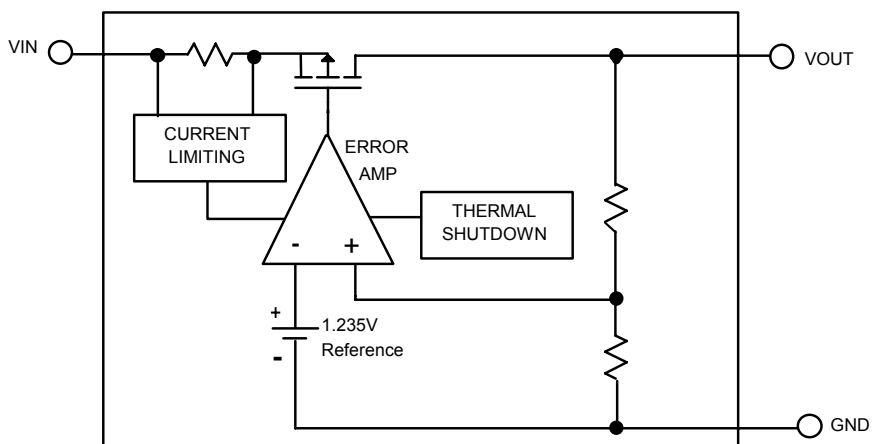 VIN
VOUT
CURRENT
LIMITING
ERROR
AMP
THERMAL
SHUTDOWN
- +
+
1.235V
Reference
-
GND